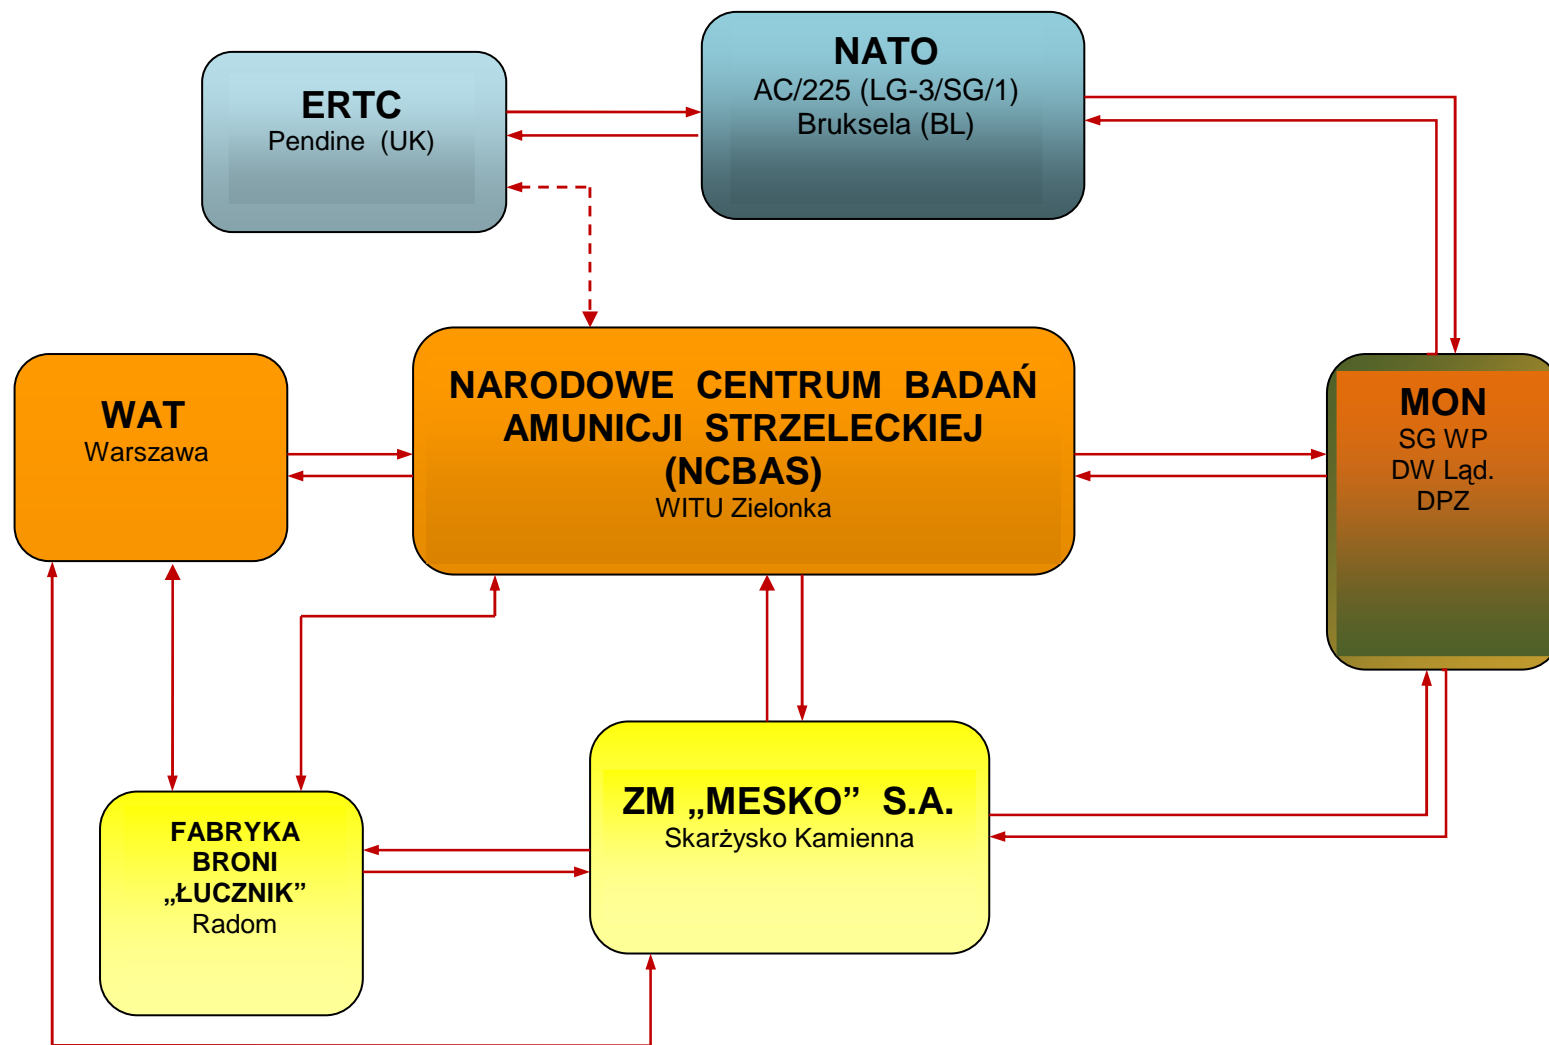 ERTC
Pendine (UK)
NATO
AC/225 (LG-3/SG/1)
Bruksela (BL)
WAT
Warszawa
NARODOWE CENTRUM BADAŃ
AMUNICJI STRZELECKIEJ
(NCBAS)
WITU Zielonka
MON
SG WP
DW Ląd.
DPZ
FABRYKA
BRONI
„ŁUCZNIK”
Radom
ZM „MESKO” S.A.
Skarżysko Kamienna